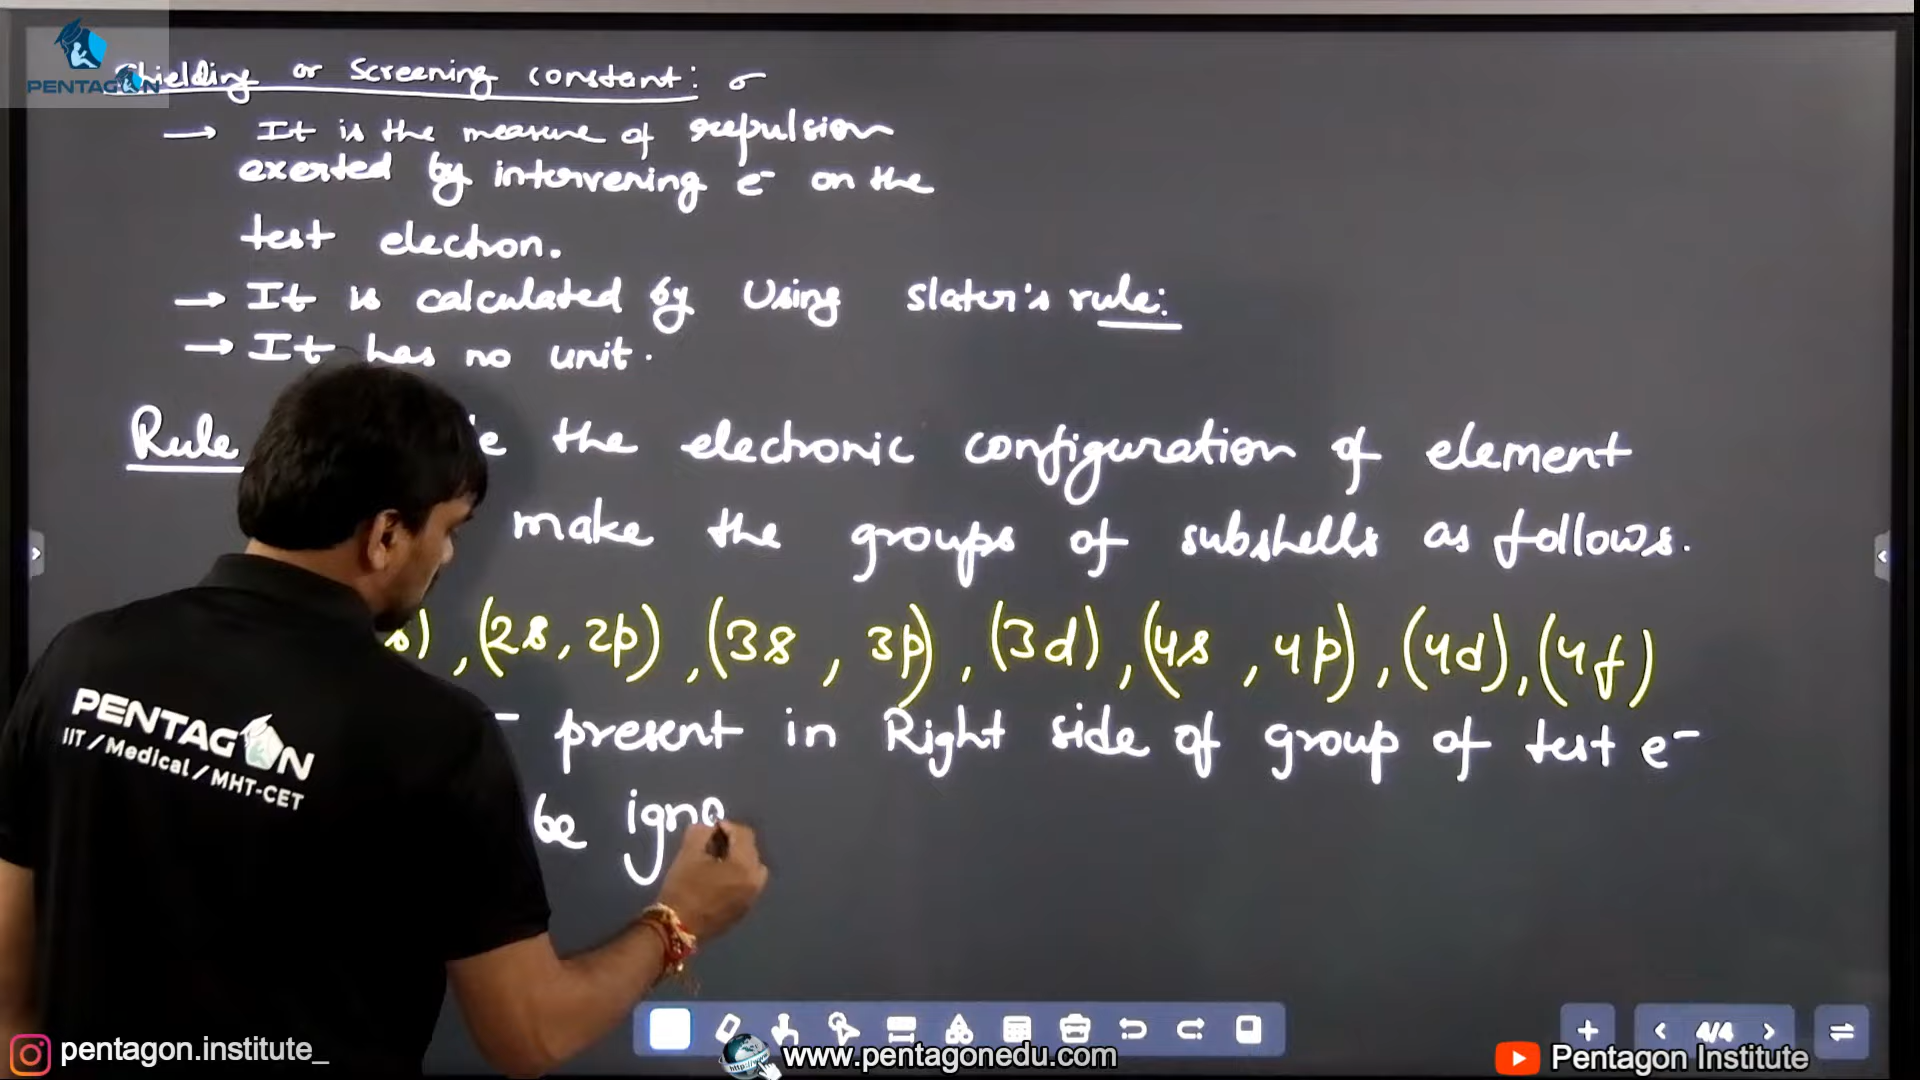 PENTAGON
Shielding or Screening constant: σ
→ It is the measure of repulsion
exerted by intervening e⁻ on the
test electron.
→ It is calculated by Using Slater's rule:
→ It has no unit.
Rule the electronic configuration of element
make the groups of subshells as follows.
s), (2s, 2p), (3s, 3p), (3d), (4s, 4p), (4d), (4f)
present in Right side of group of test e⁻
be igno
PENTAGON
IIT / Medical / MHT-CET
4/4
pentagon.institute_
http://
www.pentagonedu.com
Pentagon Institute